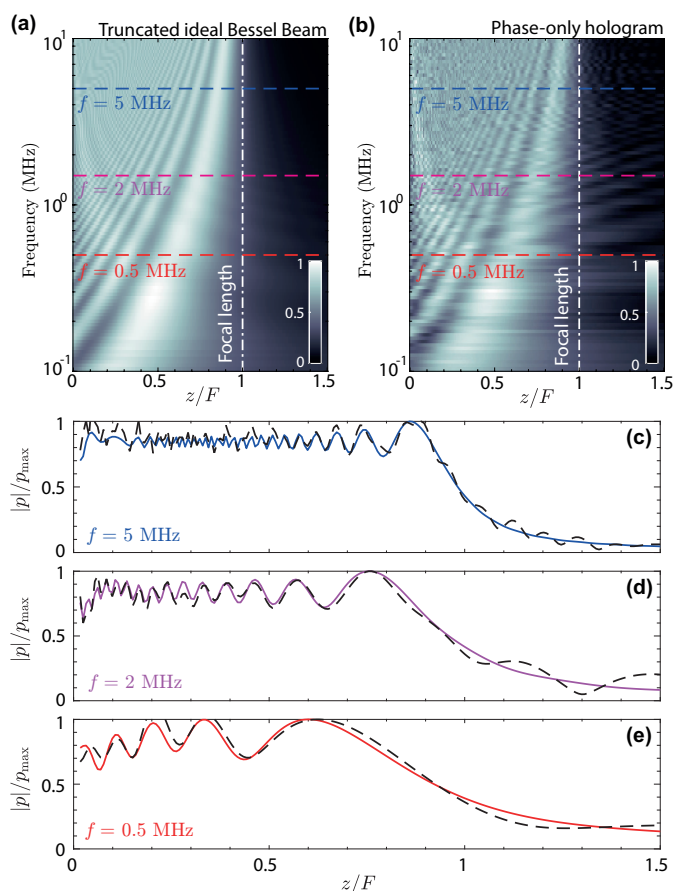 (a) Truncated ideal Bessel Beam
(b) Phase-only hologram
Frequency (MHz)
10^1
10^0
10^-1
f = 5 MHz
f = 2 MHz
f = 0.5 MHz
Focal length
1
0.5
0
0 0.5 1 1.5
z/F
Frequency (MHz)
10^1
10^0
10^-1
f = 5 MHz
f = 2 MHz
f = 0.5 MHz
Focal length
1
0.5
0
0 0.5 1 1.5
z/F
(c)
|p|/p_max
1
0.5
0
f = 5 MHz
(d)
|p|/p_max
1
0.5
0
f = 2 MHz
(e)
|p|/p_max
1
0.5
0
f = 0.5 MHz
0 0.5 1 1.5
z/F